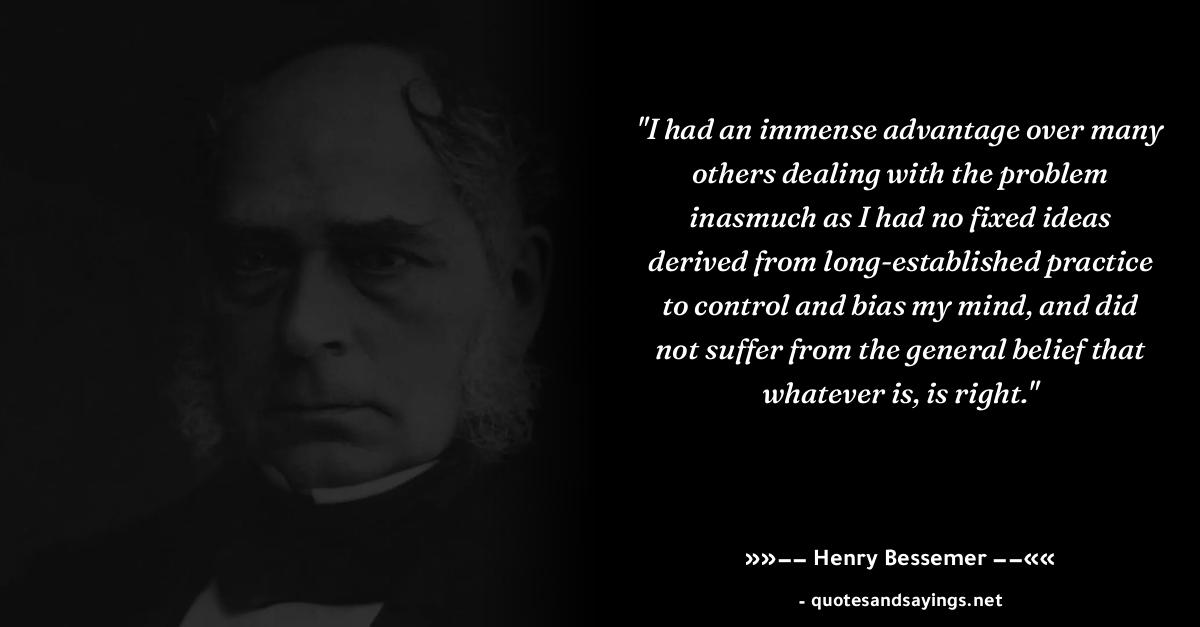 "I had an immense advantage over many
others dealing with the problem
inasmuch as I had no fixed ideas
derived from long-established practice
to control and bias my mind, and did
not suffer from the general belief that
whatever is, is right."
»»−− Henry Bessemer −−««
- quotesandsayings.net